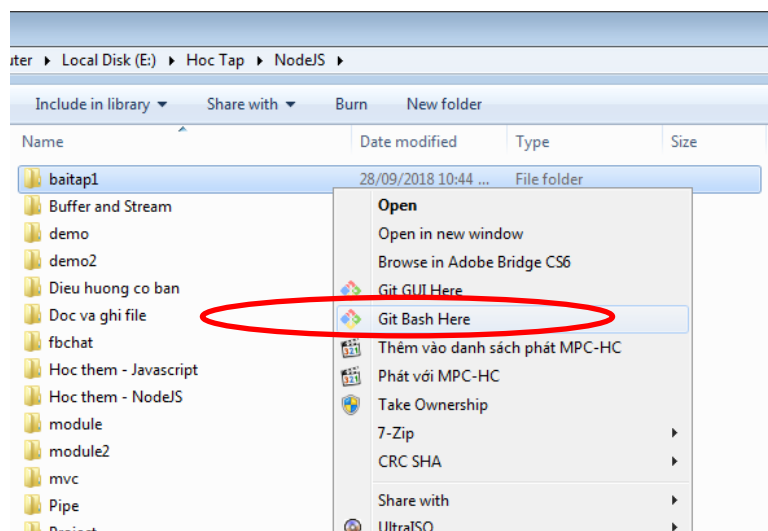 uter ▸ Local Disk (E:) ▸ Hoc Tap ▸ NodeJS ▸
Include in library Share with Burn New folder
Name Date modified Type Size
baitap1 28/09/2018 10:44 ... File folder
Buffer and Stream
demo
demo2
Dieu huong co ban
Doc va ghi file
fbchat
Hoc them - Javascript
Hoc them - NodeJS
module
module2
mvc
Pipe
Project
Open
Open in new window
Browse in Adobe Bridge CS6
Git GUI Here
Git Bash Here
Thêm vào danh sách phát MPC-HC
Phát với MPC-HC
Take Ownership
7-Zip
CRC SHA
Share with
UltraISO